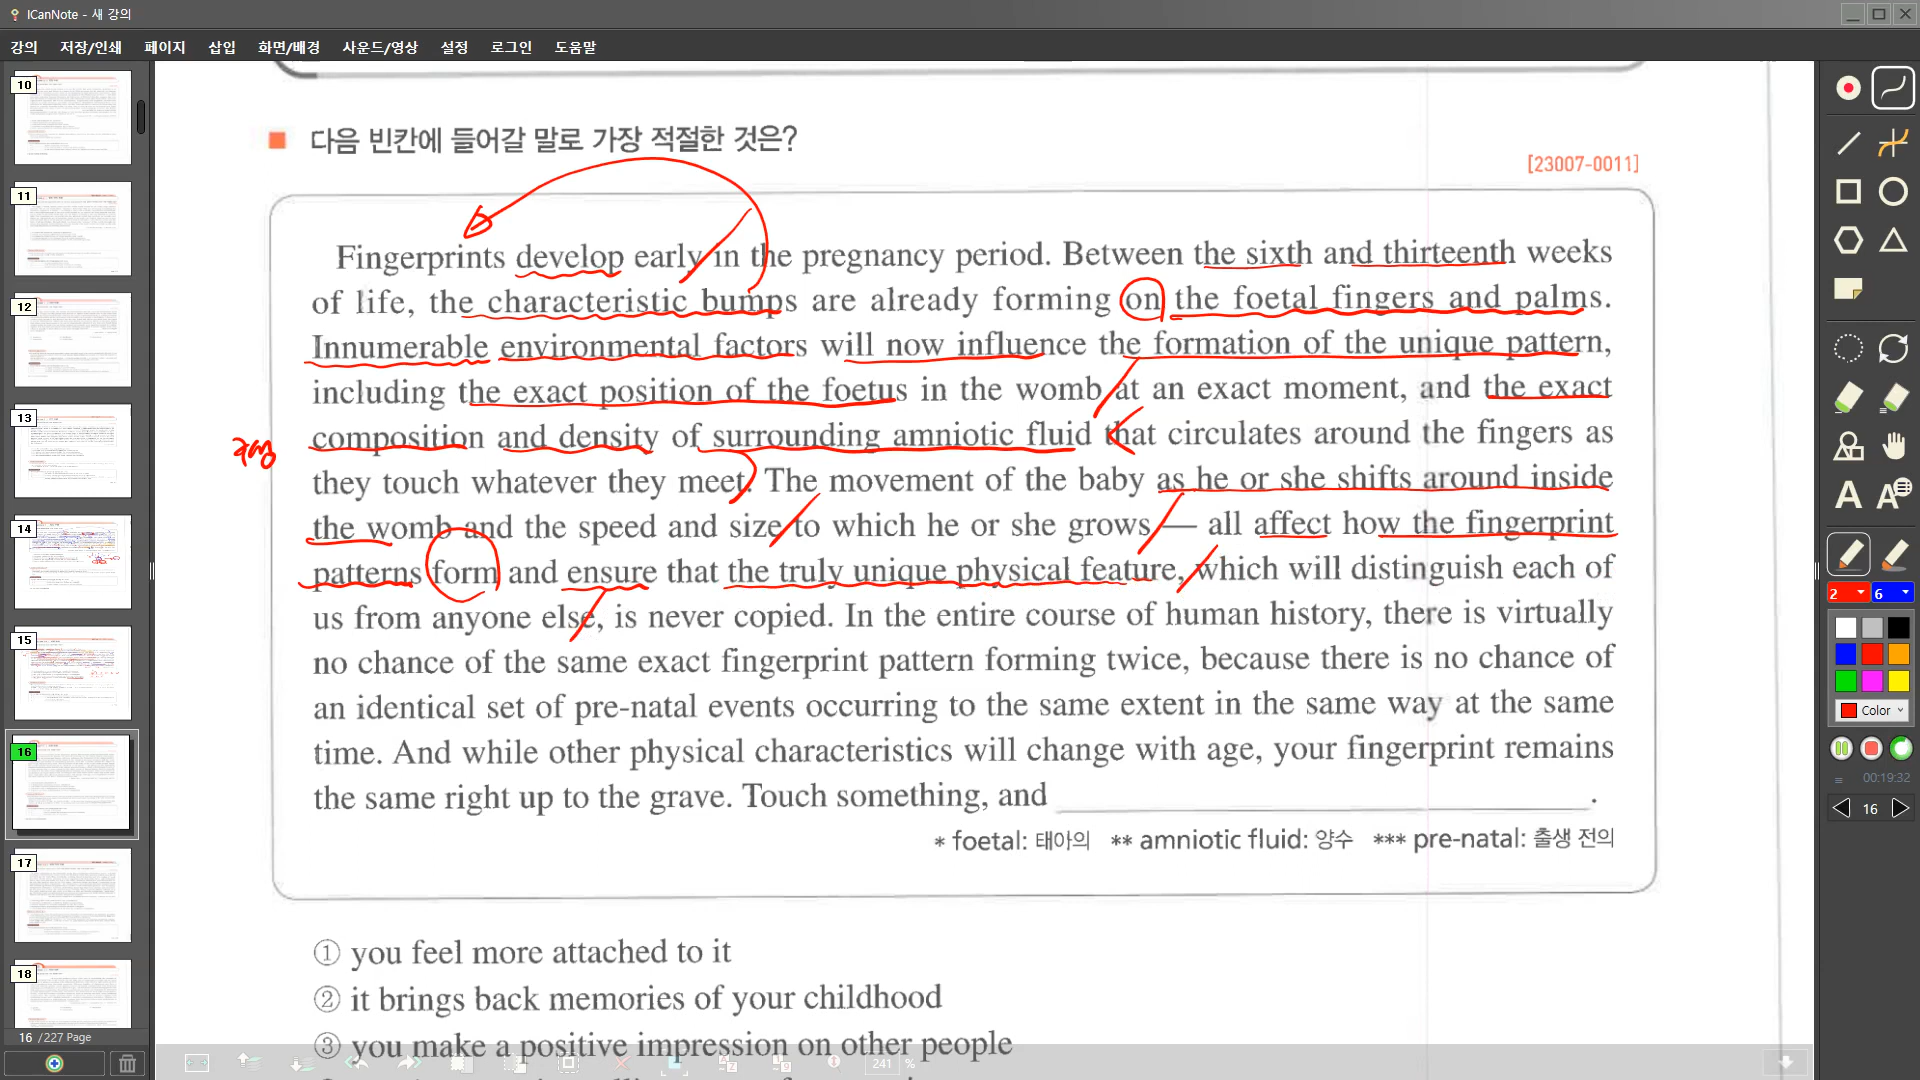 ICanNote - 새 강의
강의 저장/인쇄 페이지 삽입 화면/배경 사운드/영상 설정 로그인 도움말
10
11
12
13
14
15
16
17
18
16 /227 Page
다음 빈칸에 들어갈 말로 가장 적절한 것은?
[23007-0011]
Fingerprints develop early in the pregnancy period. Between the sixth and thirteenth weeks
of life, the characteristic bumps are already forming on the foetal fingers and palms.
Innumerable environmental factors will now influence the formation of the unique pattern,
including the exact position of the foetus in the womb at an exact moment, and the exact
composition and density of surrounding amniotic fluid that circulates around the fingers as
they touch whatever they meet. The movement of the baby as he or she shifts around inside
the womb and the speed and size to which he or she grows — all affect how the fingerprint
patterns form and ensure that the truly unique physical feature, which will distinguish each of
us from anyone else, is never copied. In the entire course of human history, there is virtually
no chance of the same exact fingerprint pattern forming twice, because there is no chance of
an identical set of pre-natal events occurring to the same extent in the same way at the same
time. And while other physical characteristics will change with age, your fingerprint remains
the same right up to the grave. Touch something, and .
* foetal: 태아의 ** amniotic fluid: 양수 *** pre-natal: 출생 전의
① you feel more attached to it
② it brings back memories of your childhood
③ you make a positive impression on other people
241 %
2 6
Color
00:19:32
16